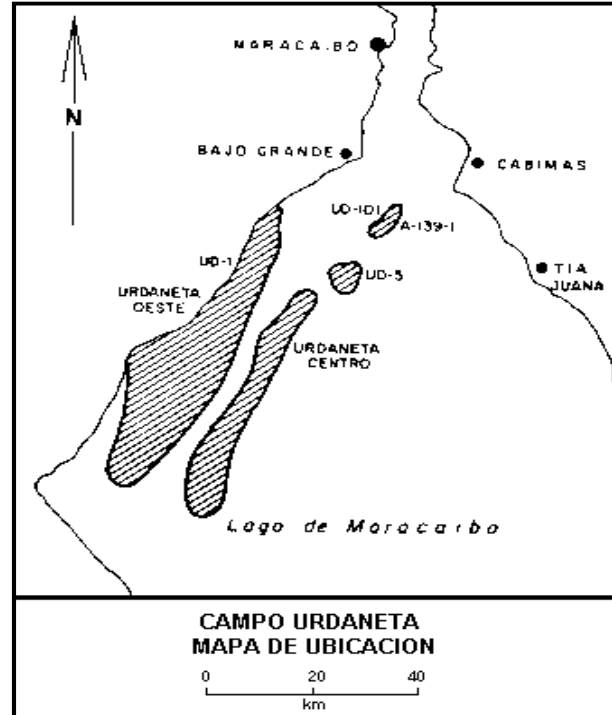 MARACAIBO
N
BAJO GRANDE
CABIMAS
UD-101
A-139-1
UD-1
UD-5
TIA
JUANA
URDANETA
OESTE
URDANETA
CENTRO
Lago de Maracaibo
CAMPO URDANETA
MAPA DE UBICACION
0 20 40
km